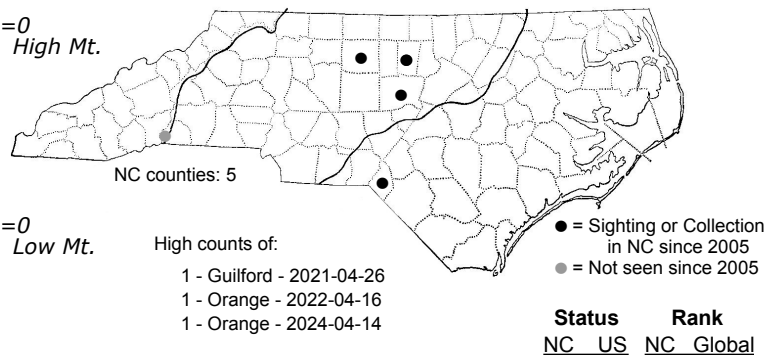 =0
High Mt.
NC counties: 5
=0
Low Mt.
High counts of:
1 - Guilford - 2021-04-26
1 - Orange - 2022-04-16
1 - Orange - 2024-04-14
= Sighting or Collection
in NC since 2005
= Not seen since 2005
Status Rank
NC US NC Global